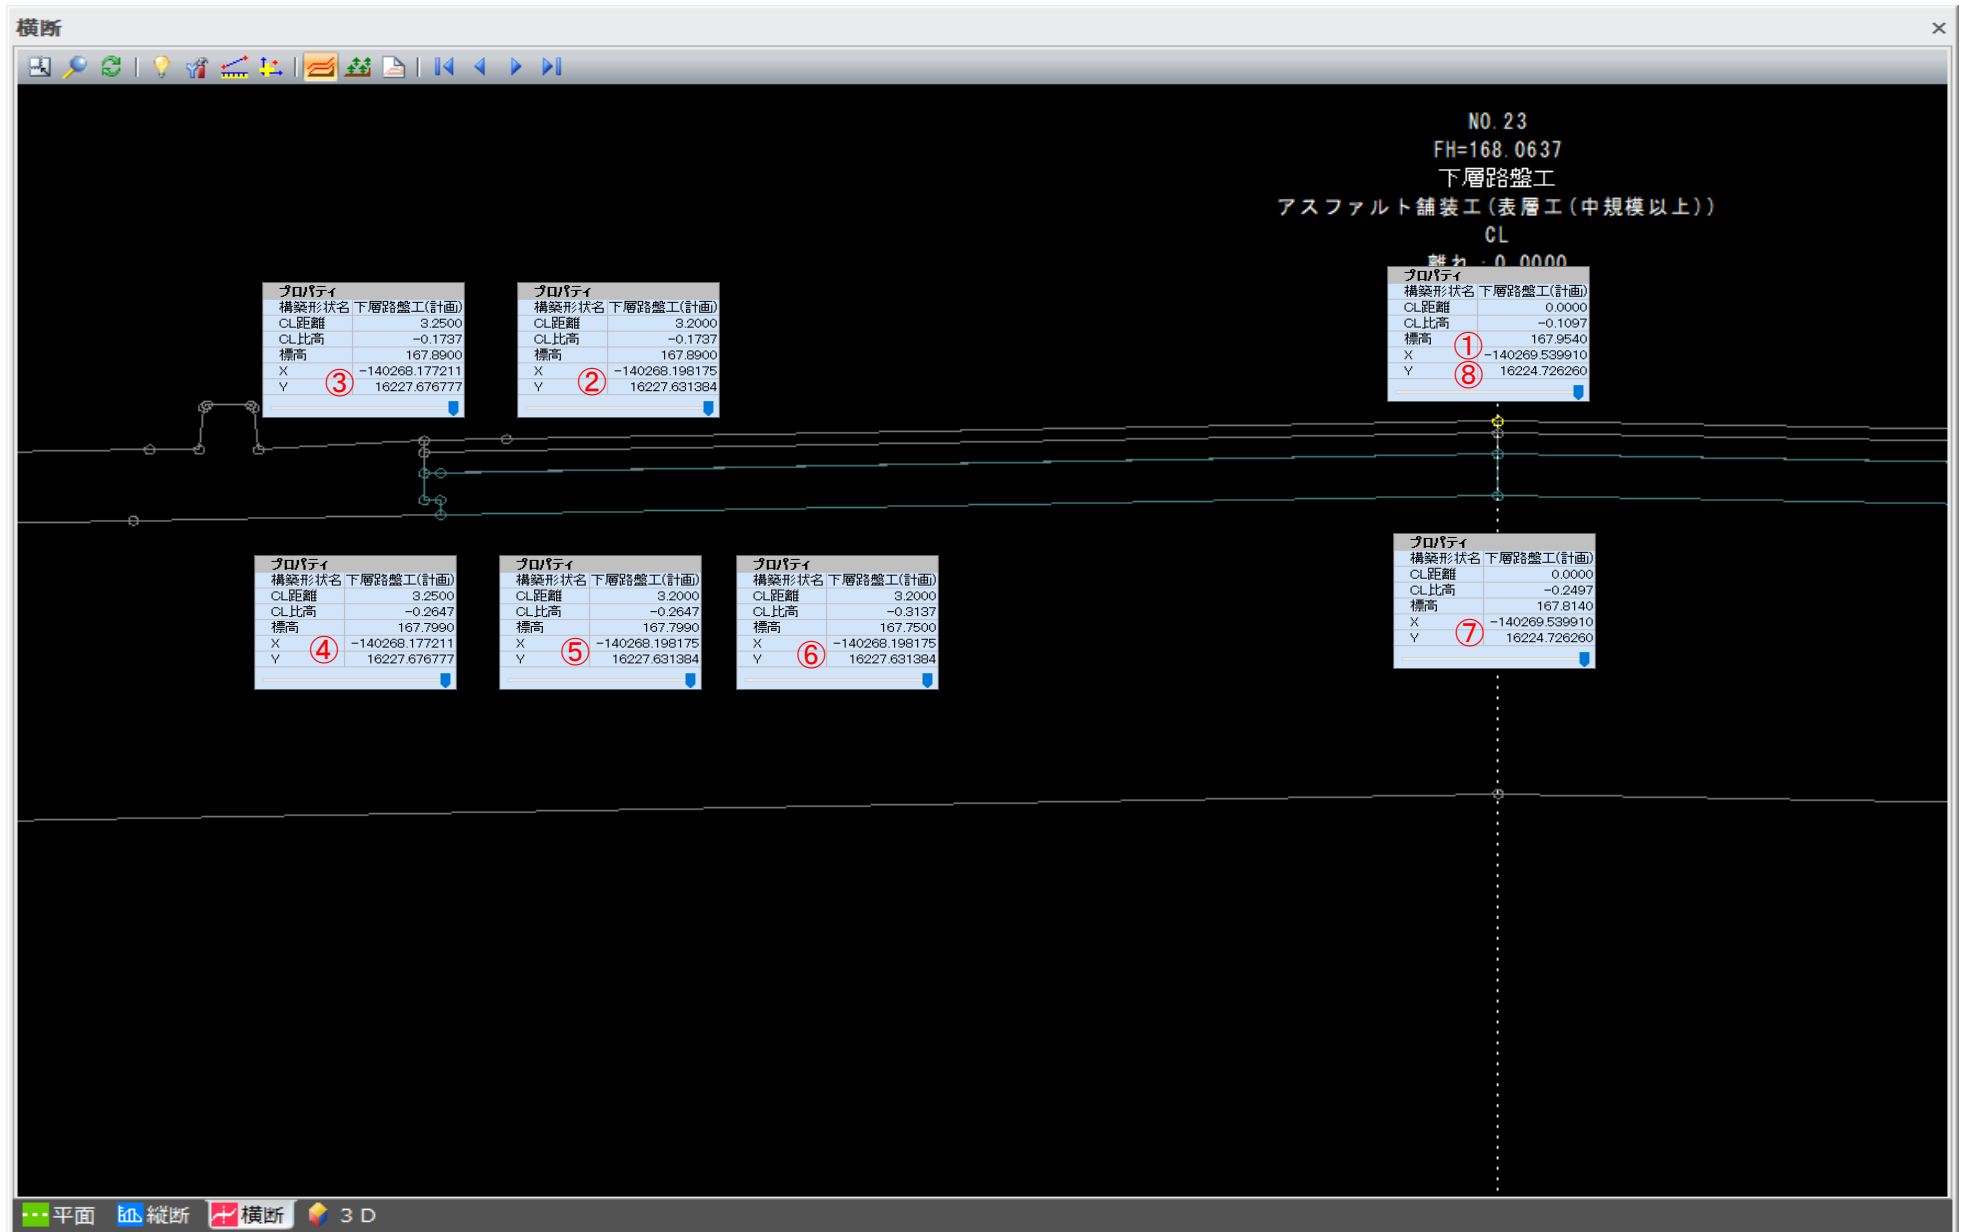 横断
NO.23
FH=168.0637
下層路盤工
アスファルト舗装工(表層工(中規模以上))
CL
離れ:0.0000
プロパティ
構築形状名 下層路盤工(計画)
CL距離 3.2500
CL比高 -0.1737
標高 167.8900
X -140268.177211
Y 16227.676777
③
プロパティ
構築形状名 下層路盤工(計画)
CL距離 3.2000
CL比高 -0.1737
標高 167.8900
X -140268.198175
Y 16227.631384
②
プロパティ
構築形状名 下層路盤工(計画)
CL距離 0.0000
CL比高 -0.1097
標高 167.9540
X -140269.539910
Y 16224.726260
①
⑧
プロパティ
構築形状名 下層路盤工(計画)
CL距離 3.2500
CL比高 -0.2647
標高 167.7990
X -140268.177211
Y 16227.676777
④
プロパティ
構築形状名 下層路盤工(計画)
CL距離 3.2000
CL比高 -0.2647
標高 167.7990
X -140268.198175
Y 16227.631384
⑤
プロパティ
構築形状名 下層路盤工(計画)
CL距離 3.2000
CL比高 -0.3137
標高 167.7500
X -140268.198175
Y 16227.631384
⑥
プロパティ
構築形状名 下層路盤工(計画)
CL距離 0.0000
CL比高 -0.2497
標高 167.8140
X -140269.539910
Y 16224.726260
⑦
平面 縦断 横断 3D